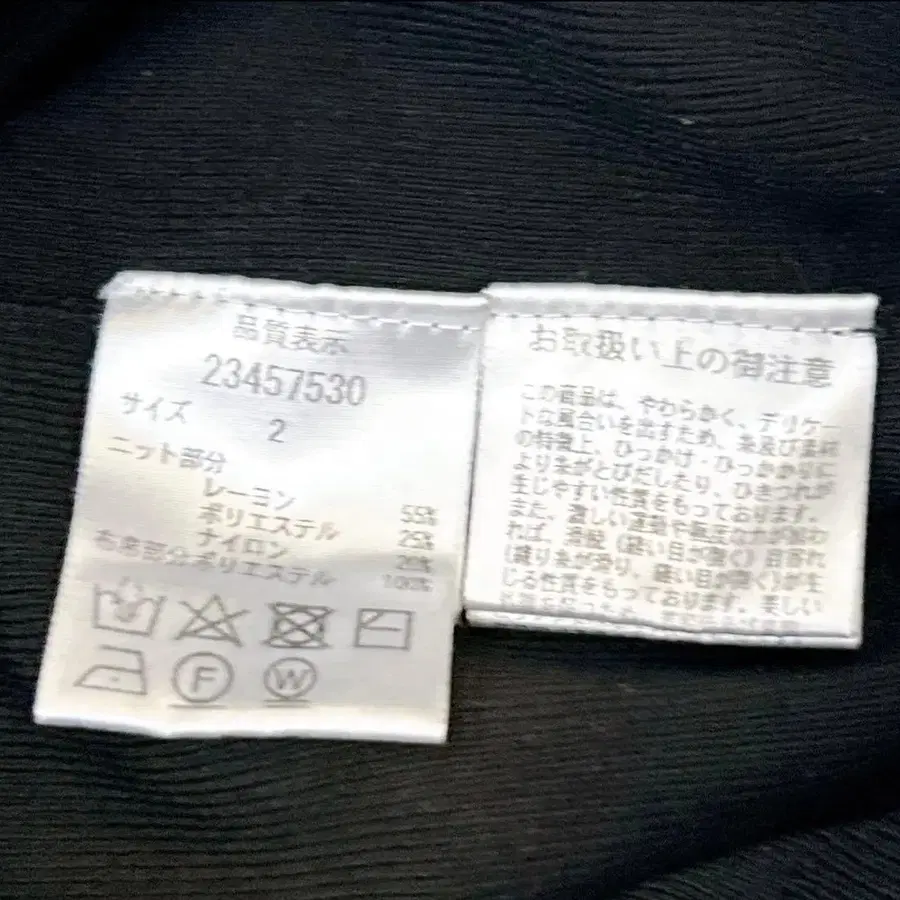 品質表示
23457530
サイズ 2
ニット部分
レーヨン 55%
ポリエステル 25%
ナイロン 20%
右記部分ポリエステル 100%
F W
お取扱い上の御注意
この商品は、やわらかく、デリケー
トな風合いを出すため、糸及び素材
の特徴上、ひっかけ・ひっかかりに
より糸がとびだしたり、ひきつれが
生じやすい性質をもっております。
また、激しい運動や極度な力が加わ
れば、滑脱(縫い目が動く)目落れ
(縫り糸が滑り、縫い目が開く)が生
じる性質をもっております。美しい